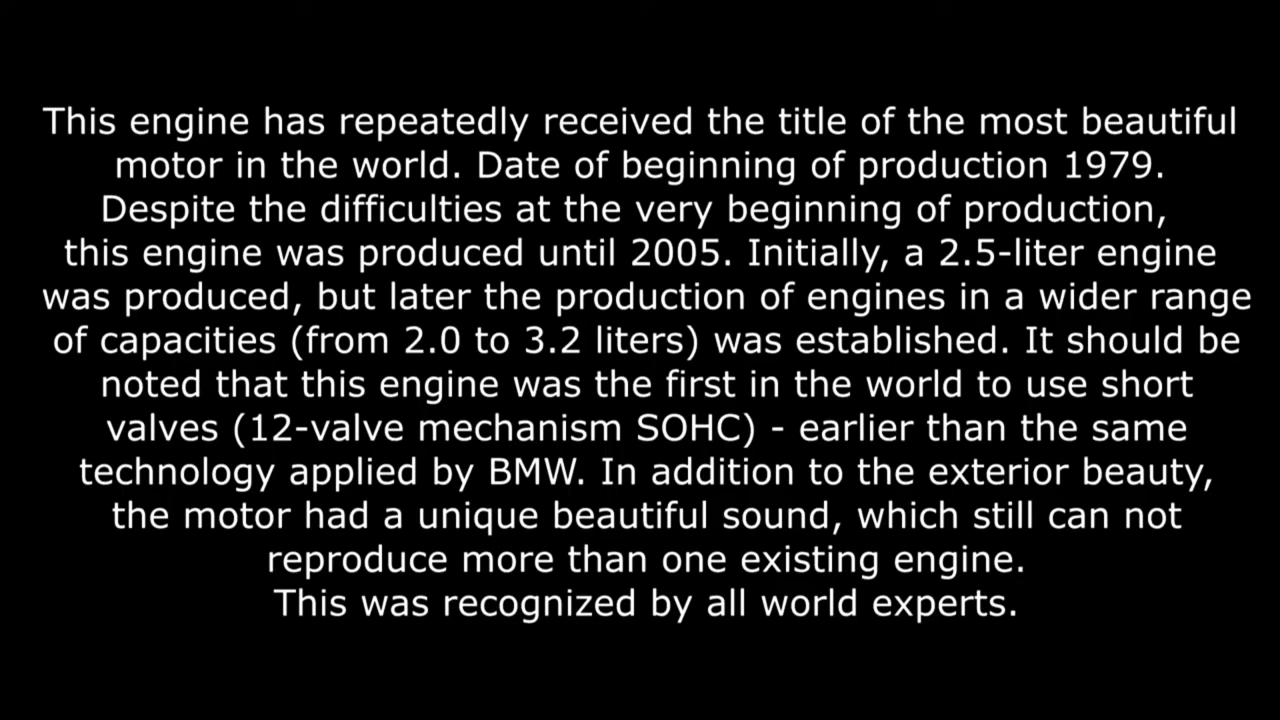 This engine has repeatedly received the title of the most beautiful
motor in the world. Date of beginning of production 1979.
Despite the difficulties at the very beginning of production,
this engine was produced until 2005. Initially, a 2.5-liter engine
was produced, but later the production of engines in a wider range
of capacities (from 2.0 to 3.2 liters) was established. It should be
noted that this engine was the first in the world to use short
valves (12-valve mechanism SOHC) - earlier than the same
technology applied by BMW. In addition to the exterior beauty,
the motor had a unique beautiful sound, which still can not
reproduce more than one existing engine.
This was recognized by all world experts.